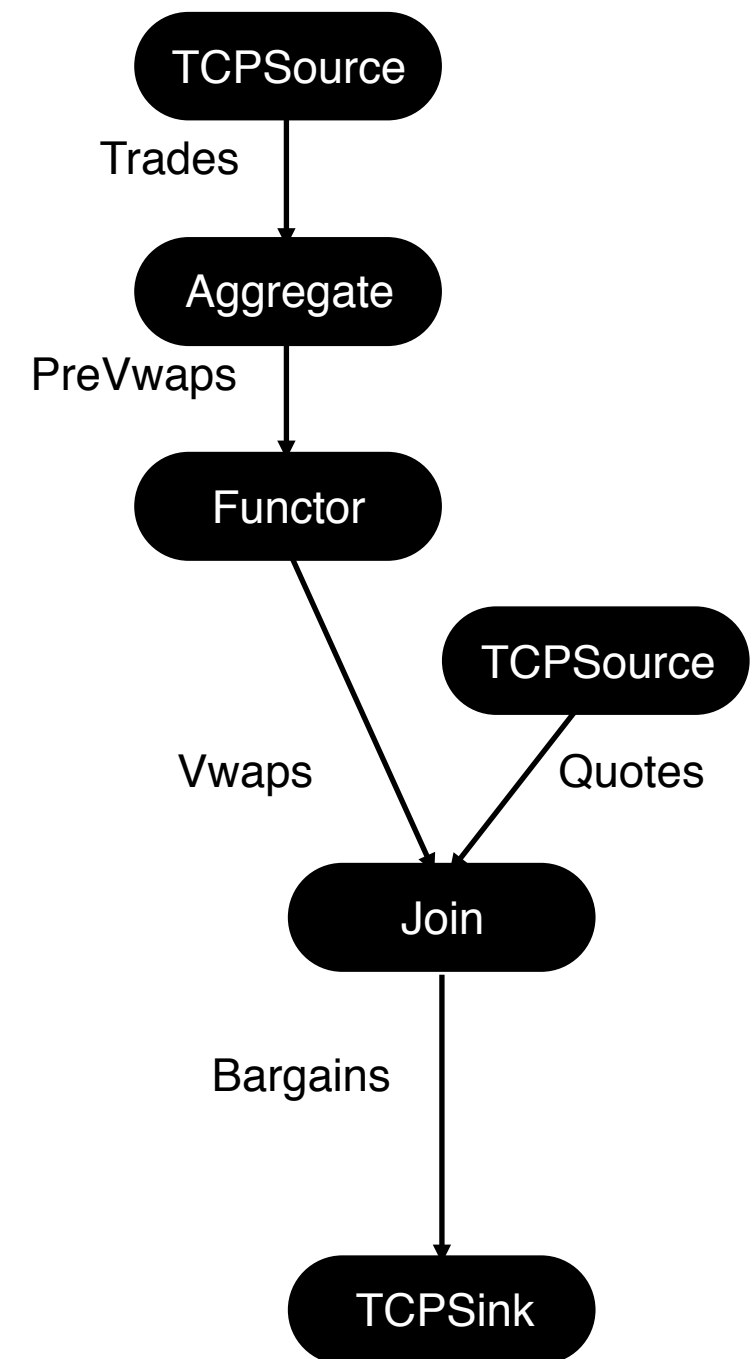 TCPSource
Trades
Aggregate
PreVwaps
Functor
TCPSource
Vwaps
Quotes
Join
Bargains
TCPSink